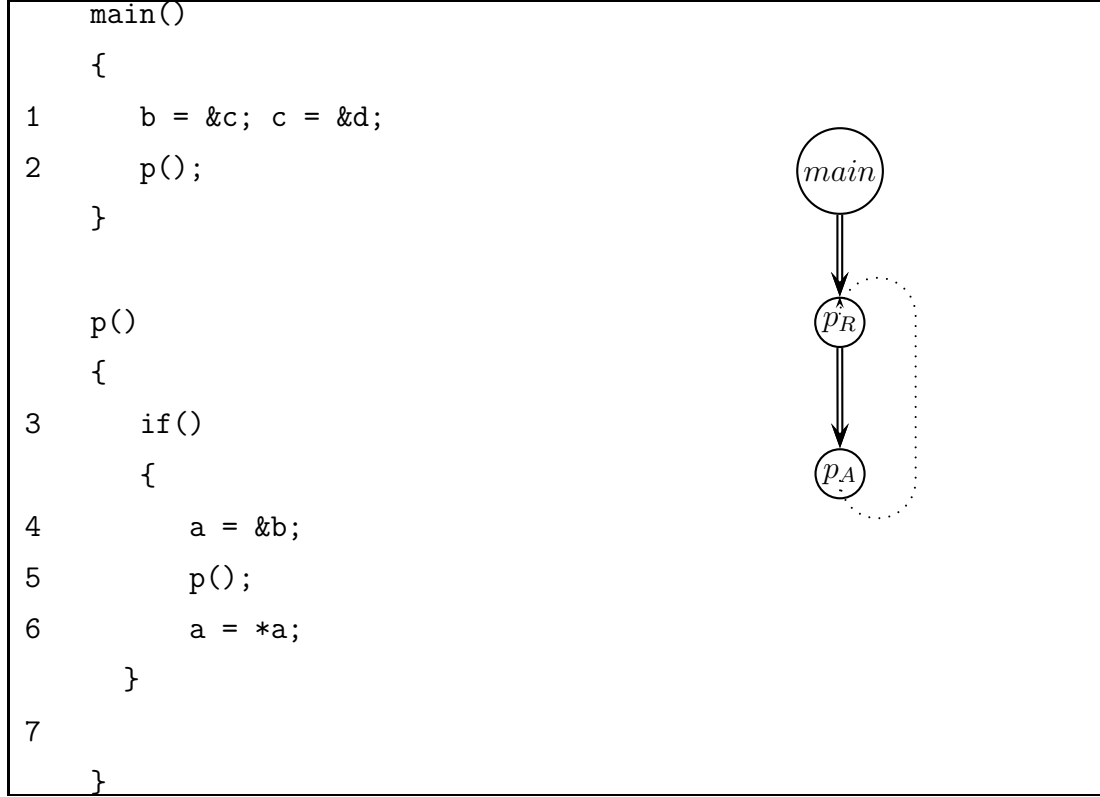 main()
{
1 b = &c; c = &d;
2 p();
}
p()
{
3 if()
{
4 a = &b;
5 p();
6 a = *a;
}
7
}
main
p_R
p_A